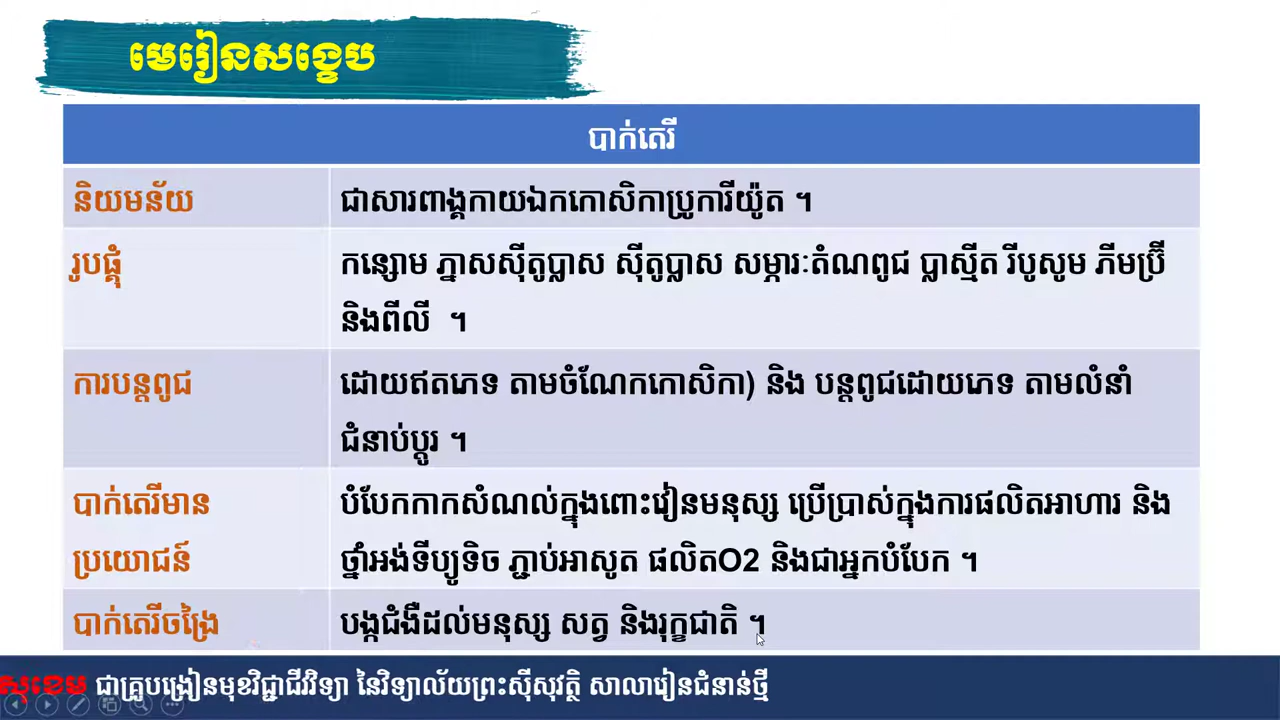 មេរៀនសង្ខេប
បាក់តេរី
និយមន័យ
ជាសារពាង្គកាយឯកកោសិកាប្រូការីយ៉ូត ។
រូបផ្គុំ
កន្សោម ភ្នាសស៊ីតូប្លាស ស៊ីតូប្លាស សម្ភារៈតំណពូជ ប្លាស្មីត រីបូសូម ភីមប្រ៊ី
និងពីលី ។
ការបន្តពូជ
ដោយឥតភេទ តាមចំណែកកោសិកា) និង បន្តពូជដោយភេទ តាមលំនាំ
ជំនាប់ប្តូរ ។
បាក់តេរីមាន
ប្រយោជន៍
បំបែកកាកសំណល់ក្នុងពោះវៀនមនុស្ស ប្រើប្រាស់ក្នុងការផលិតអាហារ និង
ថ្នាំអង់ទីប្យូទិច ភ្ជាប់អាសូត ផលិតO2 និងជាអ្នកបំបែក ។
បាក់តេរីចង្រៃ
បង្កជំងឺដល់មនុស្ស សត្វ និងរុក្ខជាតិ ។
សុខេម ជាគ្រូបង្រៀនមុខវិជ្ជាជីវវិទ្យា នៃវិទ្យាល័យព្រះស៊ីសុវត្ថិ សាលារៀនជំនាន់ថ្មី